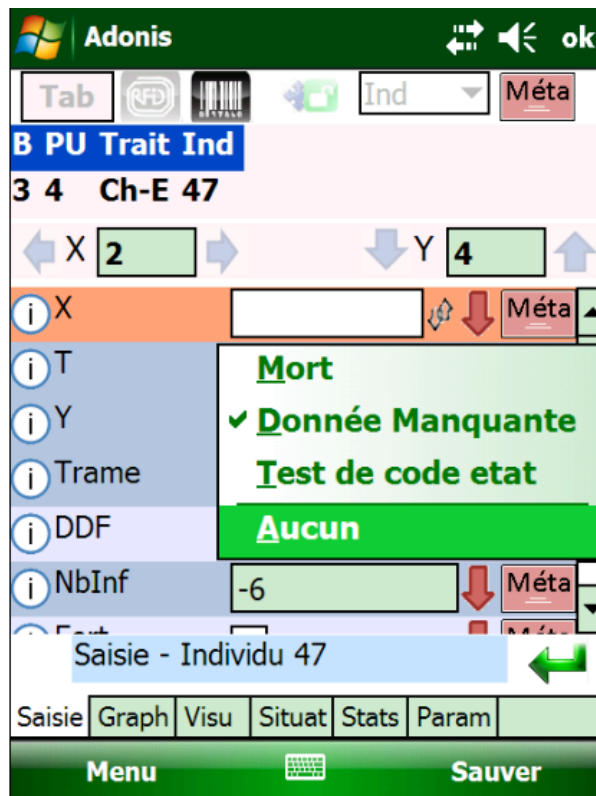 Adonis ok
Tab RFID Ind Méta
B PU Trait Ind
3 4 Ch-E 47
X 2 Y 4
i X Méta
i T
Mort
i Y
✔ Donnée Manquante
i Trame
Test de code etat
i DDF
Aucun
i NbInf -6 Méta
Saisie - Individu 47
Saisie Graph Visu Situat Stats Param
Menu Sauver